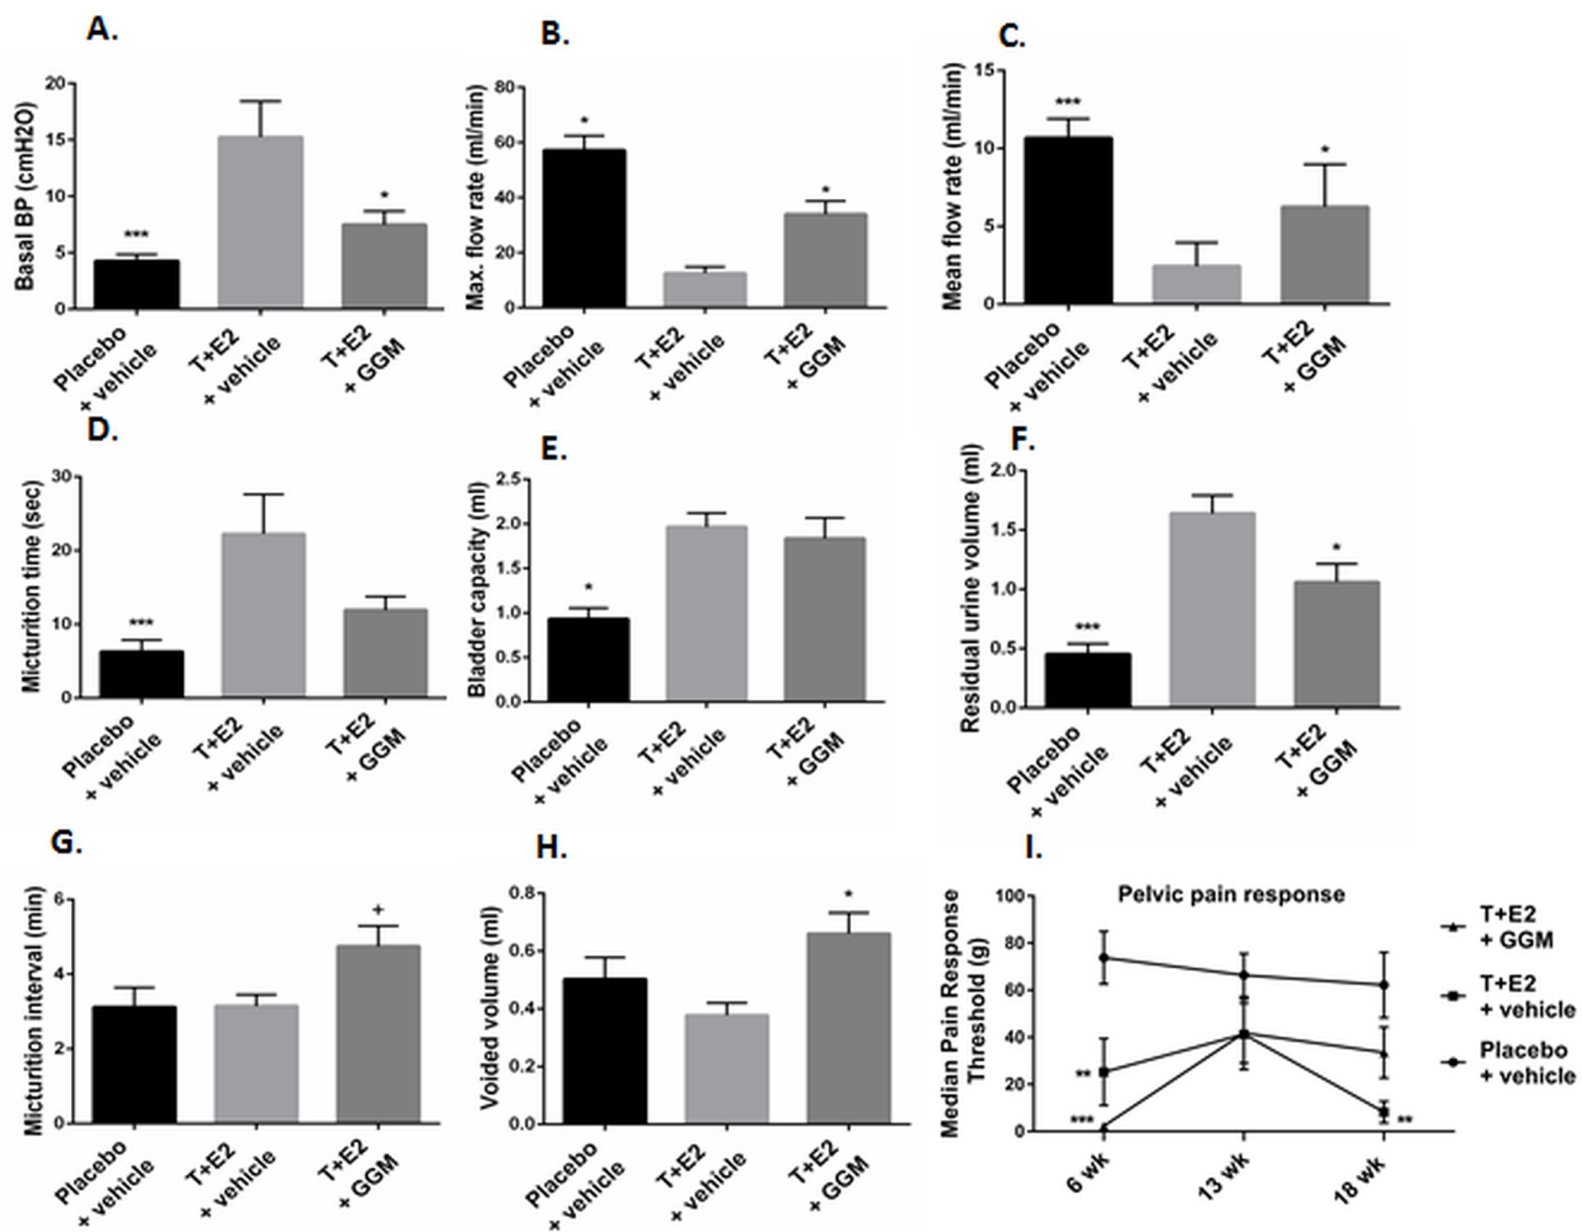 A.
Basal BP (cmH2O)
20
15
10
5
0
***
*
Placebo
+ vehicle
T+E2
+ vehicle
T+E2
+ GGM
B.
Max. flow rate (ml/min)
80
60
40
20
0
*
*
Placebo
+ vehicle
T+E2
+ vehicle
T+E2
+ GGM
C.
Mean flow rate (ml/min)
15
10
5
0
***
*
Placebo
+ vehicle
T+E2
+ vehicle
T+E2
+ GGM
D.
Micturition time (sec)
30
20
10
0
***
Placebo
+ vehicle
T+E2
+ vehicle
T+E2
+ GGM
E.
Bladder capacity (ml)
2.5
2.0
1.5
1.0
0.5
0.0
*
Placebo
+ vehicle
T+E2
+ vehicle
T+E2
+ GGM
F.
Residual urine volume (ml)
2.0
1.5
1.0
0.5
0.0
***
*
Placebo
+ vehicle
T+E2
+ vehicle
T+E2
+ GGM
G.
Micturition interval (min)
6
4
2
0
+
Placebo
+ vehicle
T+E2
+ vehicle
T+E2
+ GGM
H.
Voided volume (ml)
0.8
0.6
0.4
0.2
0.0
*
Placebo
+ vehicle
T+E2
+ vehicle
T+E2
+ GGM
I.
Pelvic pain response
Median Pain Response
Threshold (g)
100
80
60
40
20
0
**
***
**
6 wk
13 wk
18 wk
T+E2
+ GGM
T+E2
+ vehicle
Placebo
+ vehicle